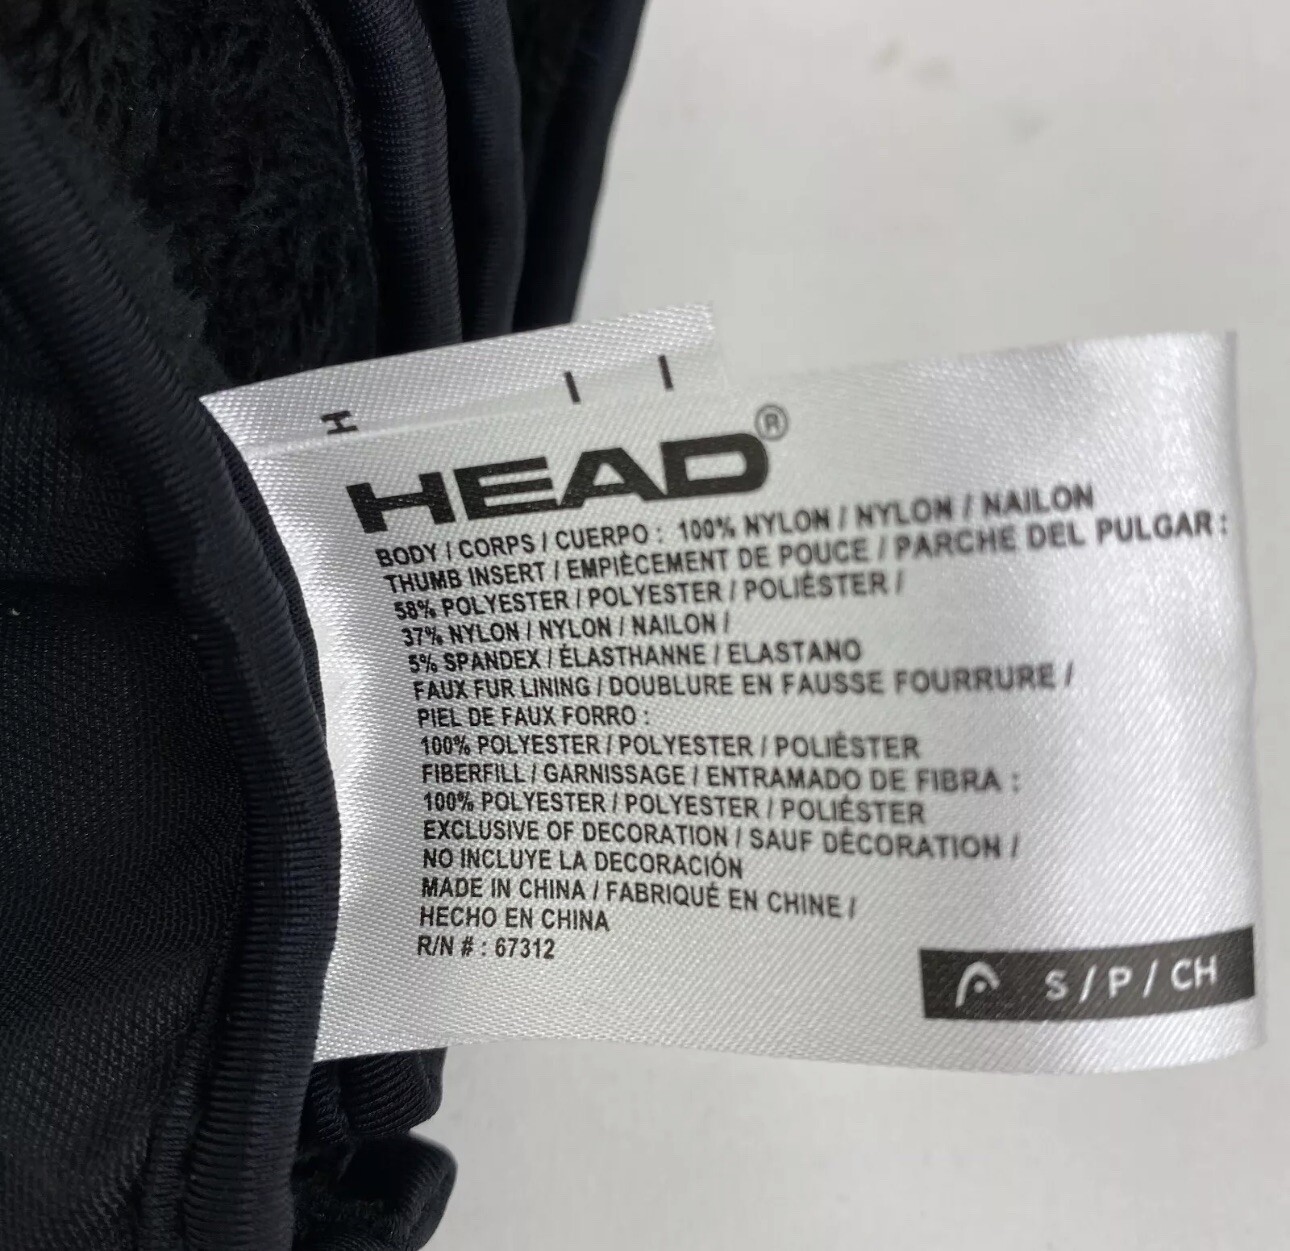 HEAD®
BODY / CORPS / CUERPO : 100% NYLON / NYLON / NAILON
THUMB INSERT / EMPIÈCEMENT DE POUCE / PARCHE DEL PULGAR :
58% POLYESTER / POLYESTER / POLIÉSTER /
37% NYLON / NYLON / NAILON /
5% SPANDEX / ÉLASTHANNE / ELASTANO
FAUX FUR LINING / DOUBLURE EN FAUSSE FOURRURE /
PIEL DE FAUX FORRO :
100% POLYESTER / POLYESTER / POLIÉSTER
FIBERFILL / GARNISSAGE / ENTRAMADO DE FIBRA :
100% POLYESTER / POLYESTER / POLIÉSTER
EXCLUSIVE OF DECORATION / SAUF DÉCORATION /
NO INCLUYE LA DECORACIÓN
MADE IN CHINA / FABRIQUÉ EN CHINE /
HECHO EN CHINA
R/N # : 67312
S / P / CH